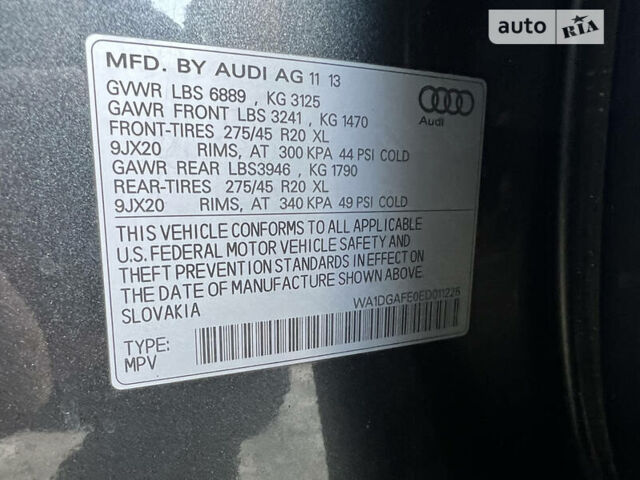 auto RIA
MFD. BY AUDI AG 11 13
GVWR LBS 6889 , KG 3125
GAWR FRONT LBS 3241 , KG 1470
FRONT-TIRES 275/45 R20 XL
9JX20 RIMS, AT 300 KPA 44 PSI COLD
GAWR REAR LBS3946 , KG 1790
REAR-TIRES 275/45 R20 XL
9JX20 RIMS, AT 340 KPA 49 PSI COLD
Audi
THIS VEHICLE CONFORMS TO ALL APPLICABLE
U.S. FEDERAL MOTOR VEHICLE SAFETY AND
THEFT PREVENTION STANDARDS IN EFFECT ON
THE DATE OF MANUFACTURE SHOWN ABOVE.
SLOVAKIA
WA1DGAFE0ED011225
TYPE:
MPV